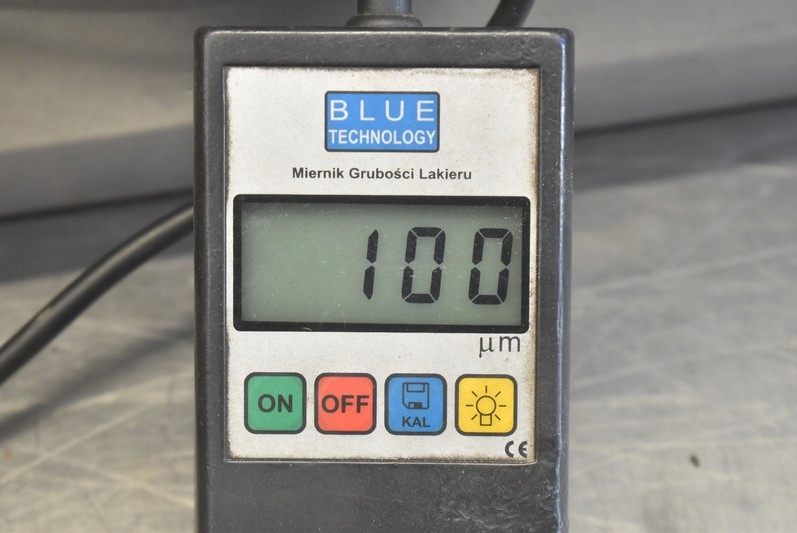 BLUE
TECHNOLOGY
Miernik Grubości Lakieru
100
µm
ON
OFF
KAL
CE